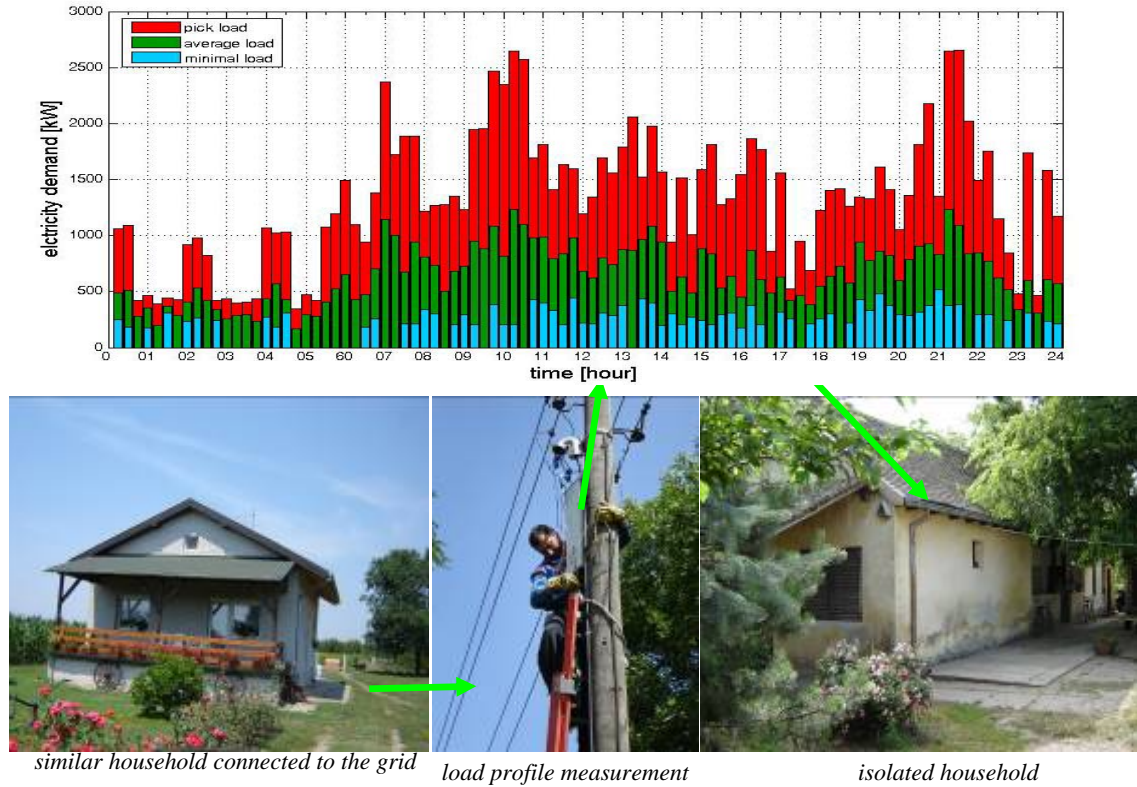 3000
2500
2000
1500
1000
500
0
pick load
average load
minimal load
elctricity demand [kW]
0 01 02 03 04 05 60 07 08 09 10 11 12 13 14 15 16 17 18 19 20 21 22 23 24
time [hour]
similar household connected to the grid
load profile measurement
isolated household